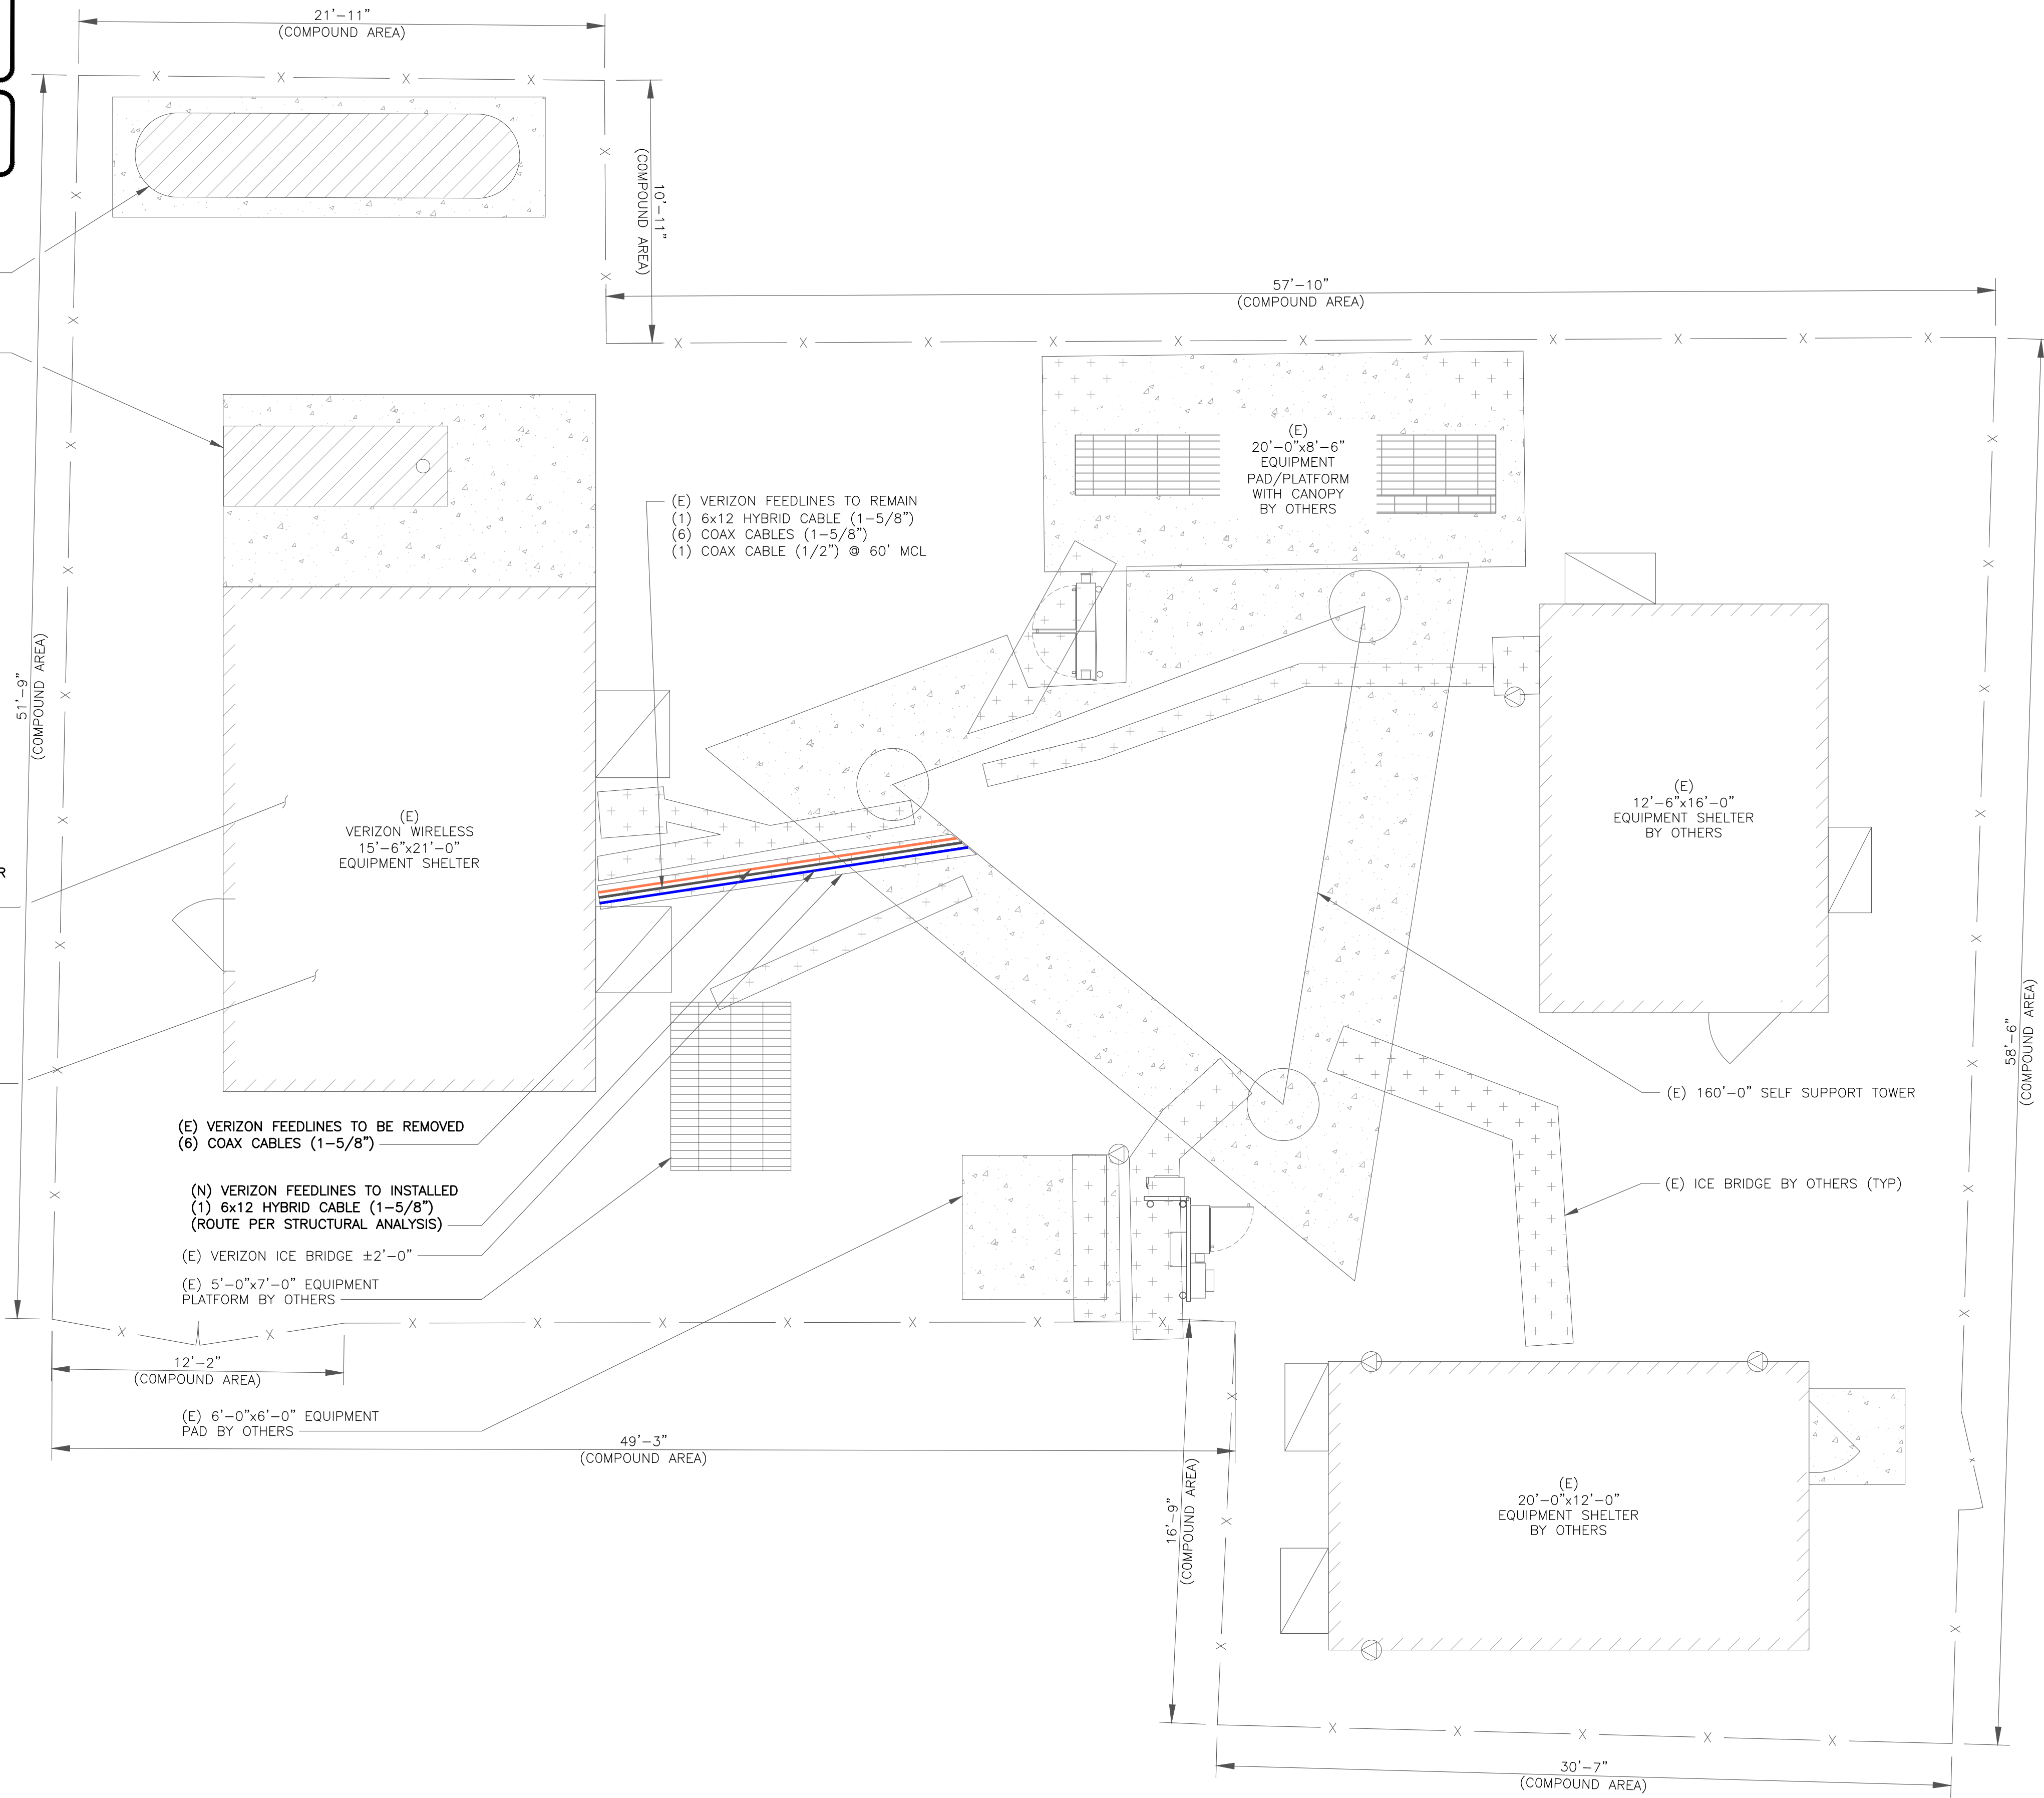 21'-11"
(COMPOUND AREA)
10'-11"
(COMPOUND AREA)
57'-10"
(COMPOUND AREA)
(E)
20'-0"x8'-6"
EQUIPMENT
PAD/PLATFORM
WITH CANOPY
BY OTHERS
(E) VERIZON FEEDLINES TO REMAIN
(1) 6x12 HYBRID CABLE (1-5/8")
(6) COAX CABLES (1-5/8")
(1) COAX CABLE (1/2") @ 60' MCL
51'-9"
(COMPOUND AREA)
(E)
VERIZON WIRELESS
15'-6"x21'-0"
EQUIPMENT SHELTER
(E)
12'-6"x16'-0"
EQUIPMENT SHELTER
BY OTHERS
R
58'-6"
(COMPOUND AREA)
(E) 160'-0" SELF SUPPORT TOWER
(E) VERIZON FEEDLINES TO BE REMOVED
(6) COAX CABLES (1-5/8")
(N) VERIZON FEEDLINES TO INSTALLED
(1) 6x12 HYBRID CABLE (1-5/8")
(ROUTE PER STRUCTURAL ANALYSIS)
(E) ICE BRIDGE BY OTHERS (TYP)
(E) VERIZON ICE BRIDGE ±2'-0"
(E) 5'-0"x7'-0" EQUIPMENT
PLATFORM BY OTHERS
12'-2"
(COMPOUND AREA)
(E) 6'-0"x6'-0" EQUIPMENT
PAD BY OTHERS
49'-3"
(COMPOUND AREA)
16'-9"
(COMPOUND AREA)
(E)
20'-0"x12'-0"
EQUIPMENT SHELTER
BY OTHERS
30'-7"
(COMPOUND AREA)